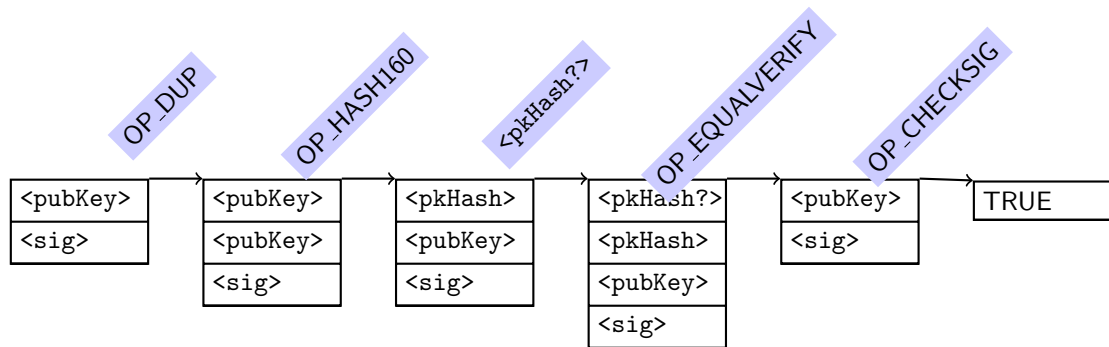 OP_DUP
OP_HASH160
<pkHash?>
OP_EQUALVERIFY
OP_CHECKSIG
<pubKey>
<sig>
<pubKey>
<pubKey>
<sig>
<pkHash>
<pubKey>
<sig>
<pkHash?>
<pkHash>
<pubKey>
<sig>
<pubKey>
<sig>
TRUE